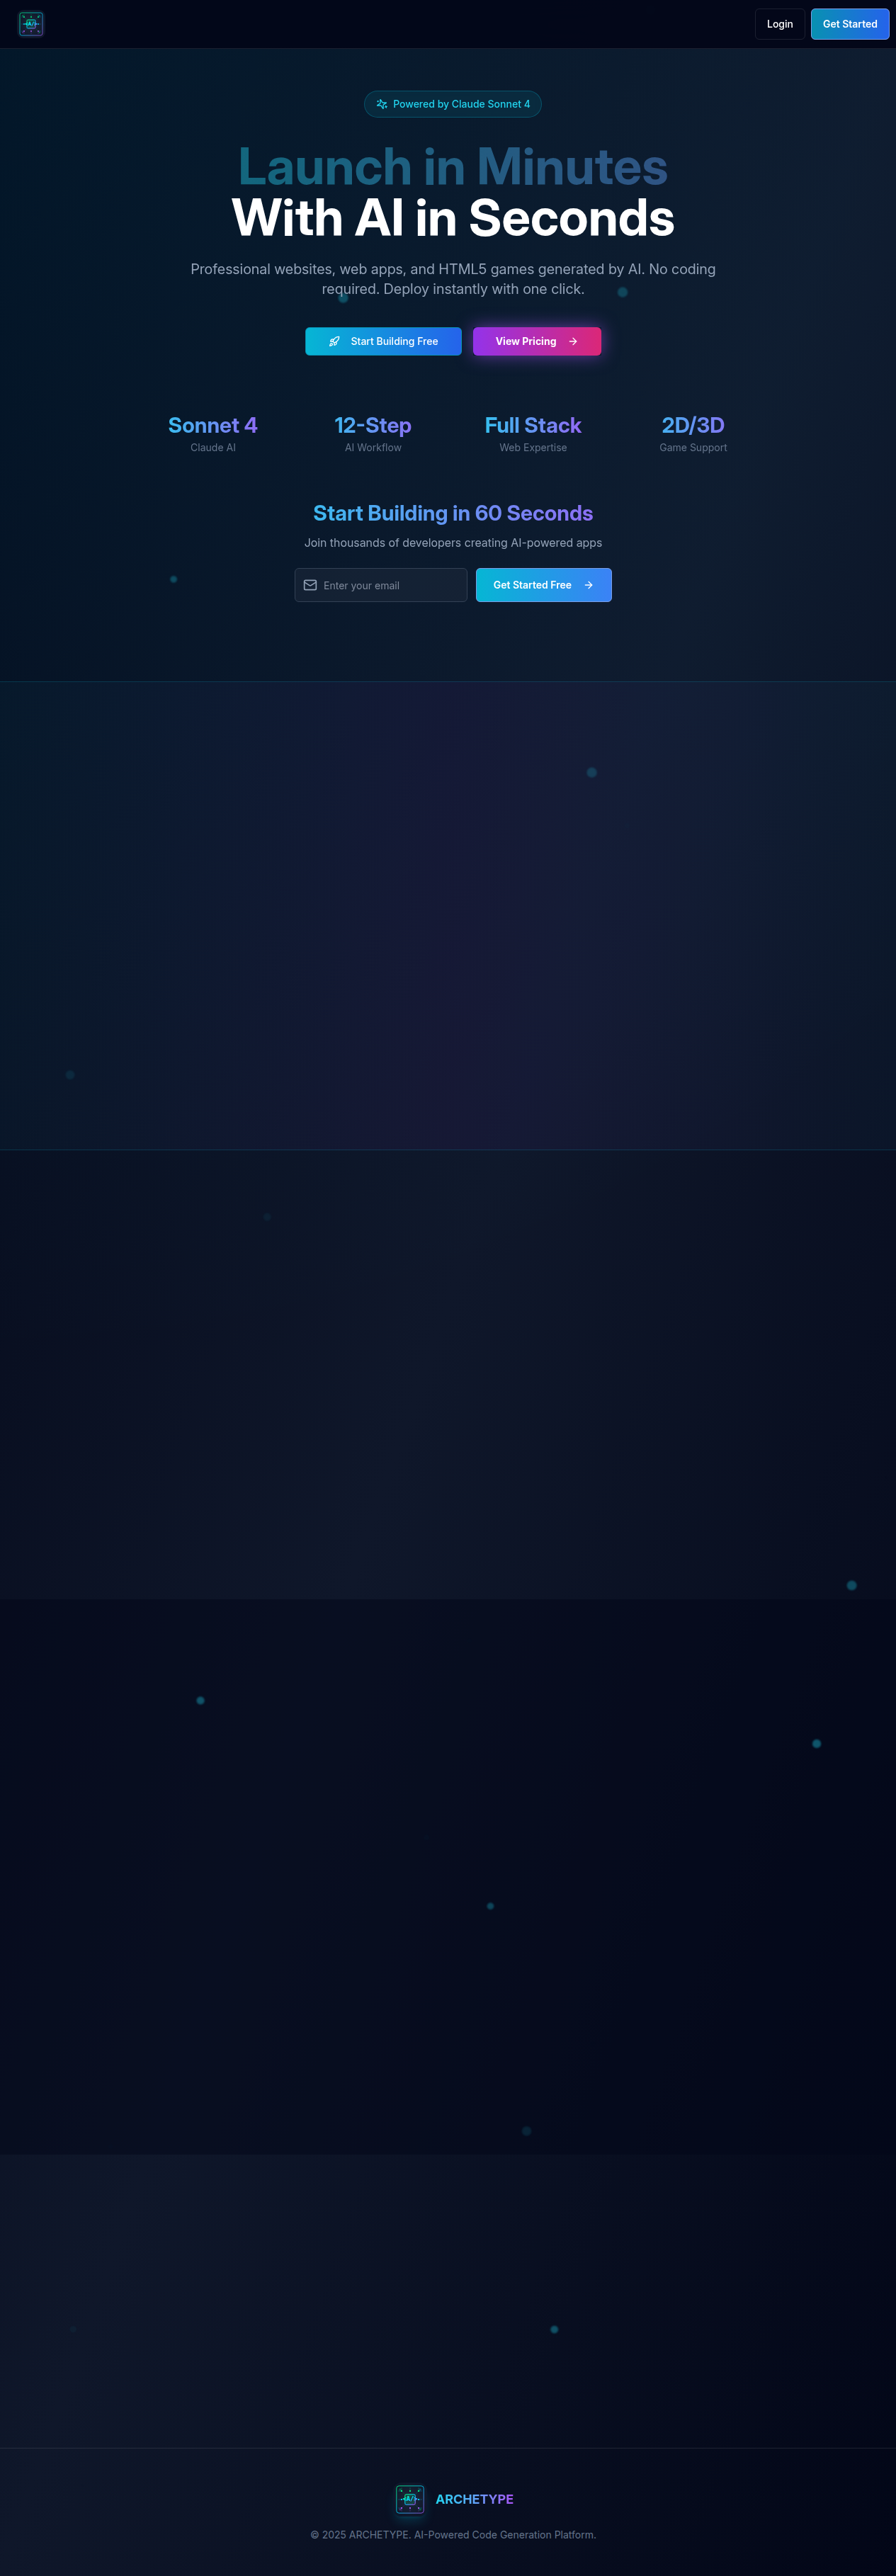 Login
Get Started
Powered by Claude Sonnet 4
Launch in Minutes
With AI in Seconds
Professional websites, web apps, and HTML5 games generated by AI. No coding
required. Deploy instantly with one click.
Start Building Free
View Pricing
Sonnet 4
Claude AI
12-Step
AI Workflow
Full Stack
Web Expertise
2D/3D
Game Support
Start Building in 60 Seconds
Join thousands of developers creating AI-powered apps
Enter your email
Get Started Free
ARCHETYPE
© 2025 ARCHETYPE. AI-Powered Code Generation Platform.